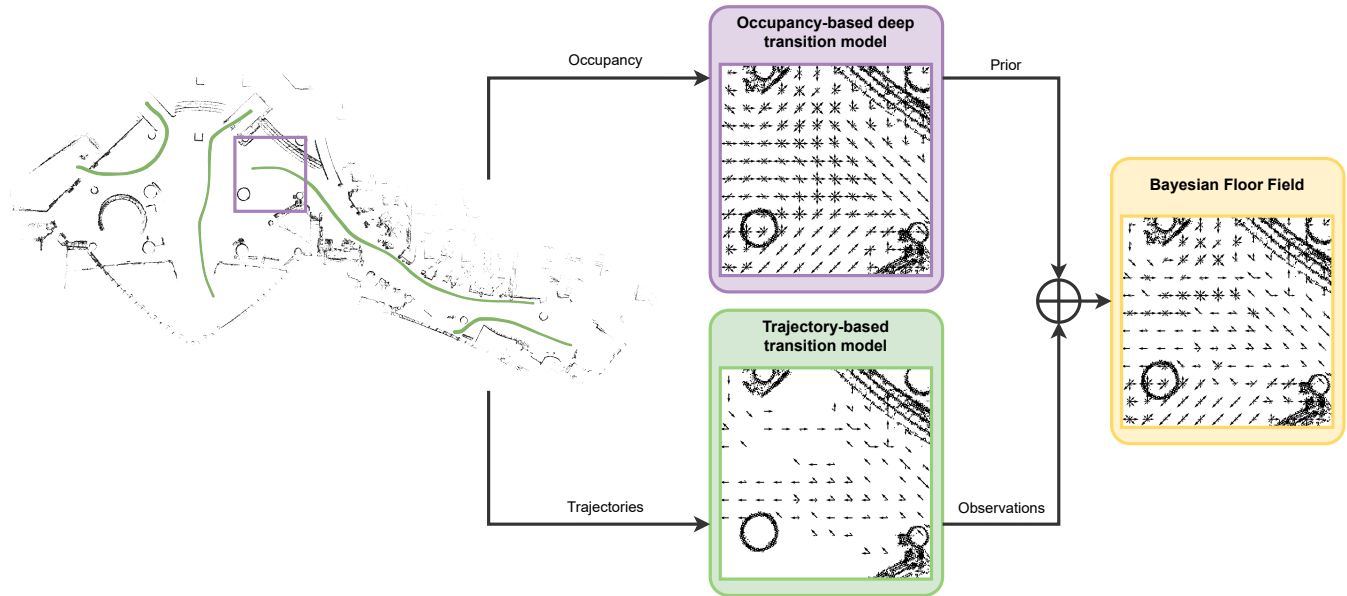 Occupancy-based deep
transition model
Occupancy
Prior
Bayesian Floor Field
Trajectory-based
transition model
Trajectories
Observations